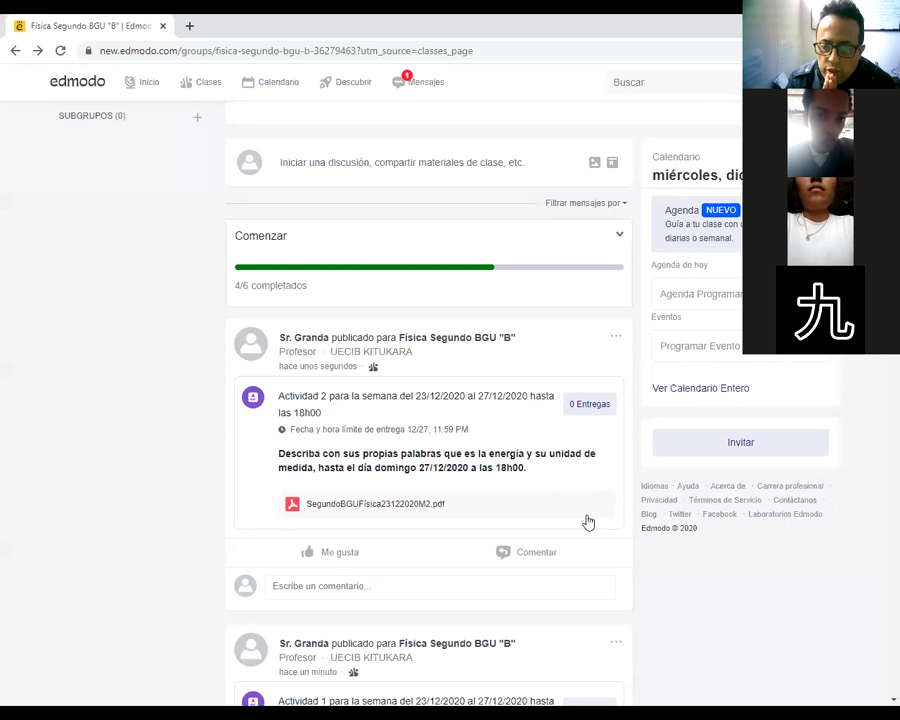 Física Segundo BGU "B" | Edmod
new.edmodo.com/groups/fisica-segundo-bgu-b-36279463?utm_source=classes_page
edmodo
Inicio
Clases
Calendario
Descubrir
1
Mensajes
Buscar
SUBGRUPOS (0)
Iniciar una discusión, compartir materiales de clase, etc.
Filtrar mensajes por
Comenzar
4/6 completados
Sr. Granda publicado para Física Segundo BGU "B"
Profesor · UECIB KITUKARA
hace unos segundos
Actividad 2 para la semana del 23/12/2020 al 27/12/2020 hasta
las 18h00
0 Entregas
Fecha y hora límite de entrega 12/27, 11:59 PM
Describa con sus propias palabras que es la energía y su unidad de
medida, hasta el día domingo 27/12/2020 a las 18h00.
SegundoBGUFísica23122020M2.pdf
Me gusta
Comentar
Escribe un comentario...
Sr. Granda publicado para Física Segundo BGU "B"
Profesor · UECIB KITUKARA
hace un minuto
Actividad 1 para la semana del 23/12/2020 al 27/12/2020 hasta
Calendario
miércoles, dic
Agenda NUEVO
Guía a tu clase con u
diarias o semanal.
Agenda de hoy
Agenda Programar
Eventos
Programar Evento
Ver Calendario Entero
Invitar
Idiomas · Ayuda · Acerca de · Carrera profesional ·
Privacidad · Términos de Servicio · Contáctanos ·
Blog · Twitter · Facebook · Laboratorios Edmodo
Edmodo © 2020
九